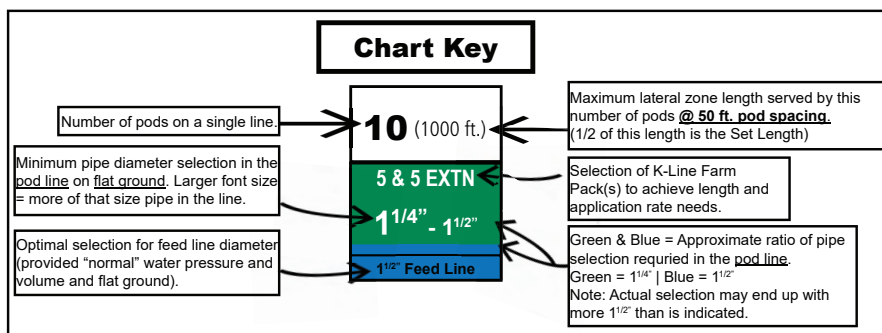 Chart Key
Number of pods on a single line.
10 (1000 ft.)
Maximum lateral zone length served by this
number of pods @ 50 ft. pod spacing.
(1/2 of this length is the Set Length)
Minimum pipe diameter selection in the
pod line on flat ground. Larger font size
= more of that size pipe in the line.
5 & 5 EXTN
Selection of K-Line Farm
Pack(s) to achieve length and
application rate needs.
1 1/4” - 1 1/2”
Optimal selection for feed line diameter
(provided “normal” water pressure and
volume and flat ground).
1 1/2” Feed Line
Green & Blue = Approximate ratio of pipe
selection requried in the pod line.
Green = 1 1/4” | Blue = 1 1/2”
Note: Actual selection may end up with
more 1 1/2” than is indicated.